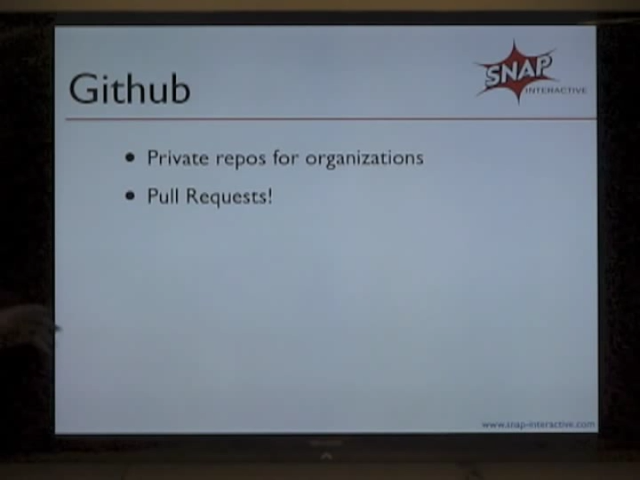 Github
SNAP
INTERACTIVE
Private repos for organizations
Pull Requests!
www.snap-interactive.com